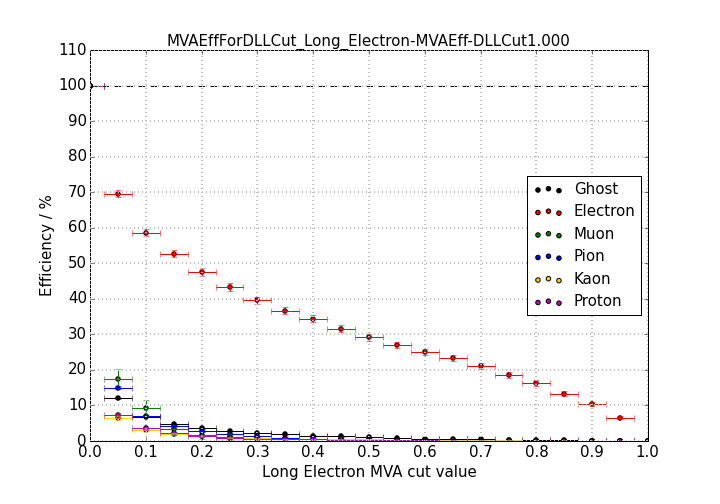 MVAEffForDLLCut_Long_Electron-MVAEff-DLLCut1.000
110
100
90
80
70
60
50
40
30
20
10
0
Efficiency / %
Ghost
Electron
Muon
Pion
Kaon
Proton
0.0 0.1 0.2 0.3 0.4 0.5 0.6 0.7 0.8 0.9 1.0
Long Electron MVA cut value